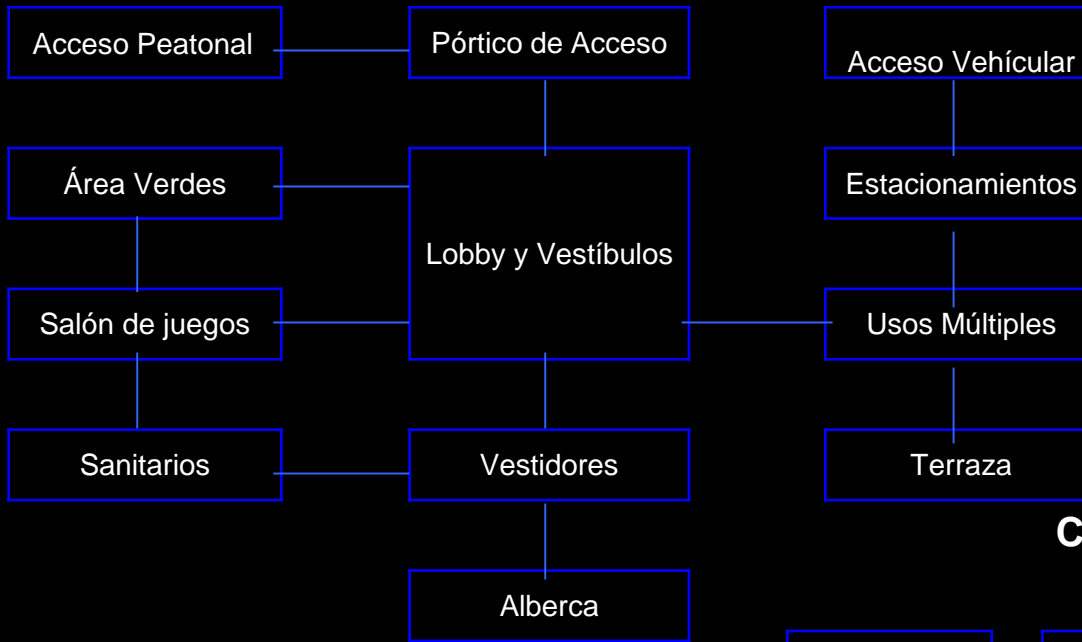 Acceso Peatonal
Pórtico de Acceso
Acceso Vehícular
Área Verdes
Estacionamientos
Lobby y Vestíbulos
Salón de juegos
Usos Múltiples
Sanitarios
Vestidores
Terraza
C
Alberca